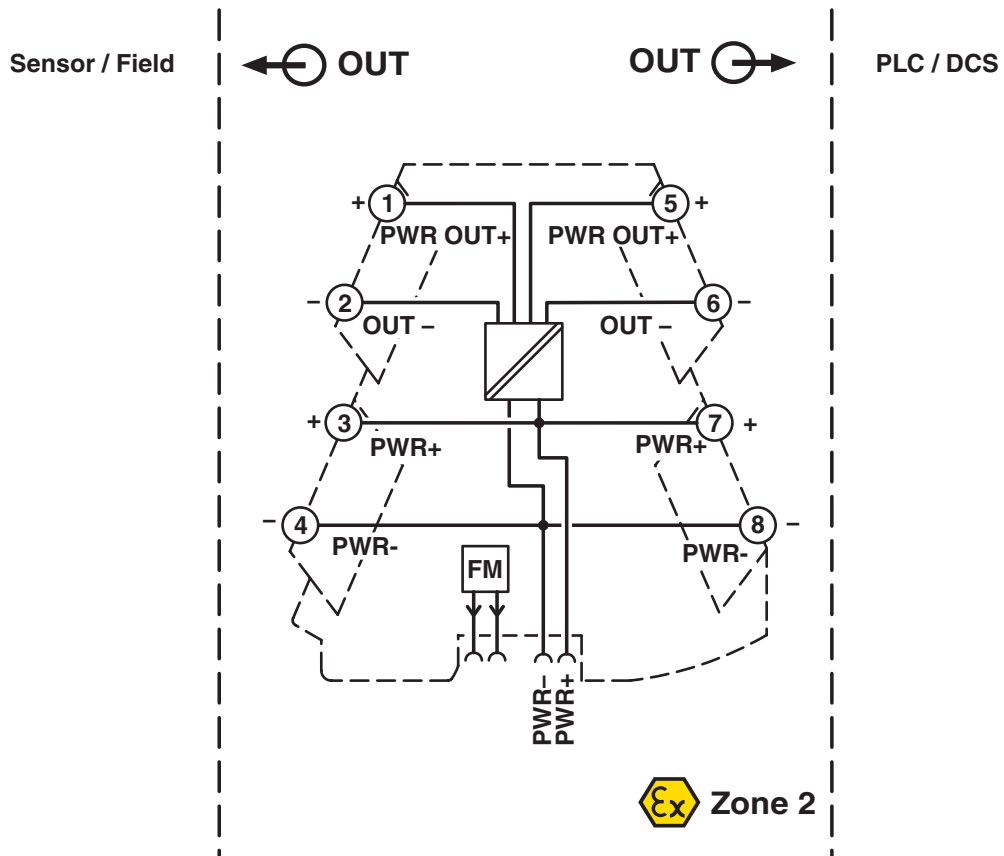 Sensor / Field
OUT
OUT
PLC / DCS
+ 1
5 +
PWR OUT+
PWR OUT+
– 2
6 –
OUT –
OUT –
+ 3
7 +
PWR+
PWR+
– 4
8 –
PWR-
PWR-
FM
PWR–
PWR+
Ex Zone 2